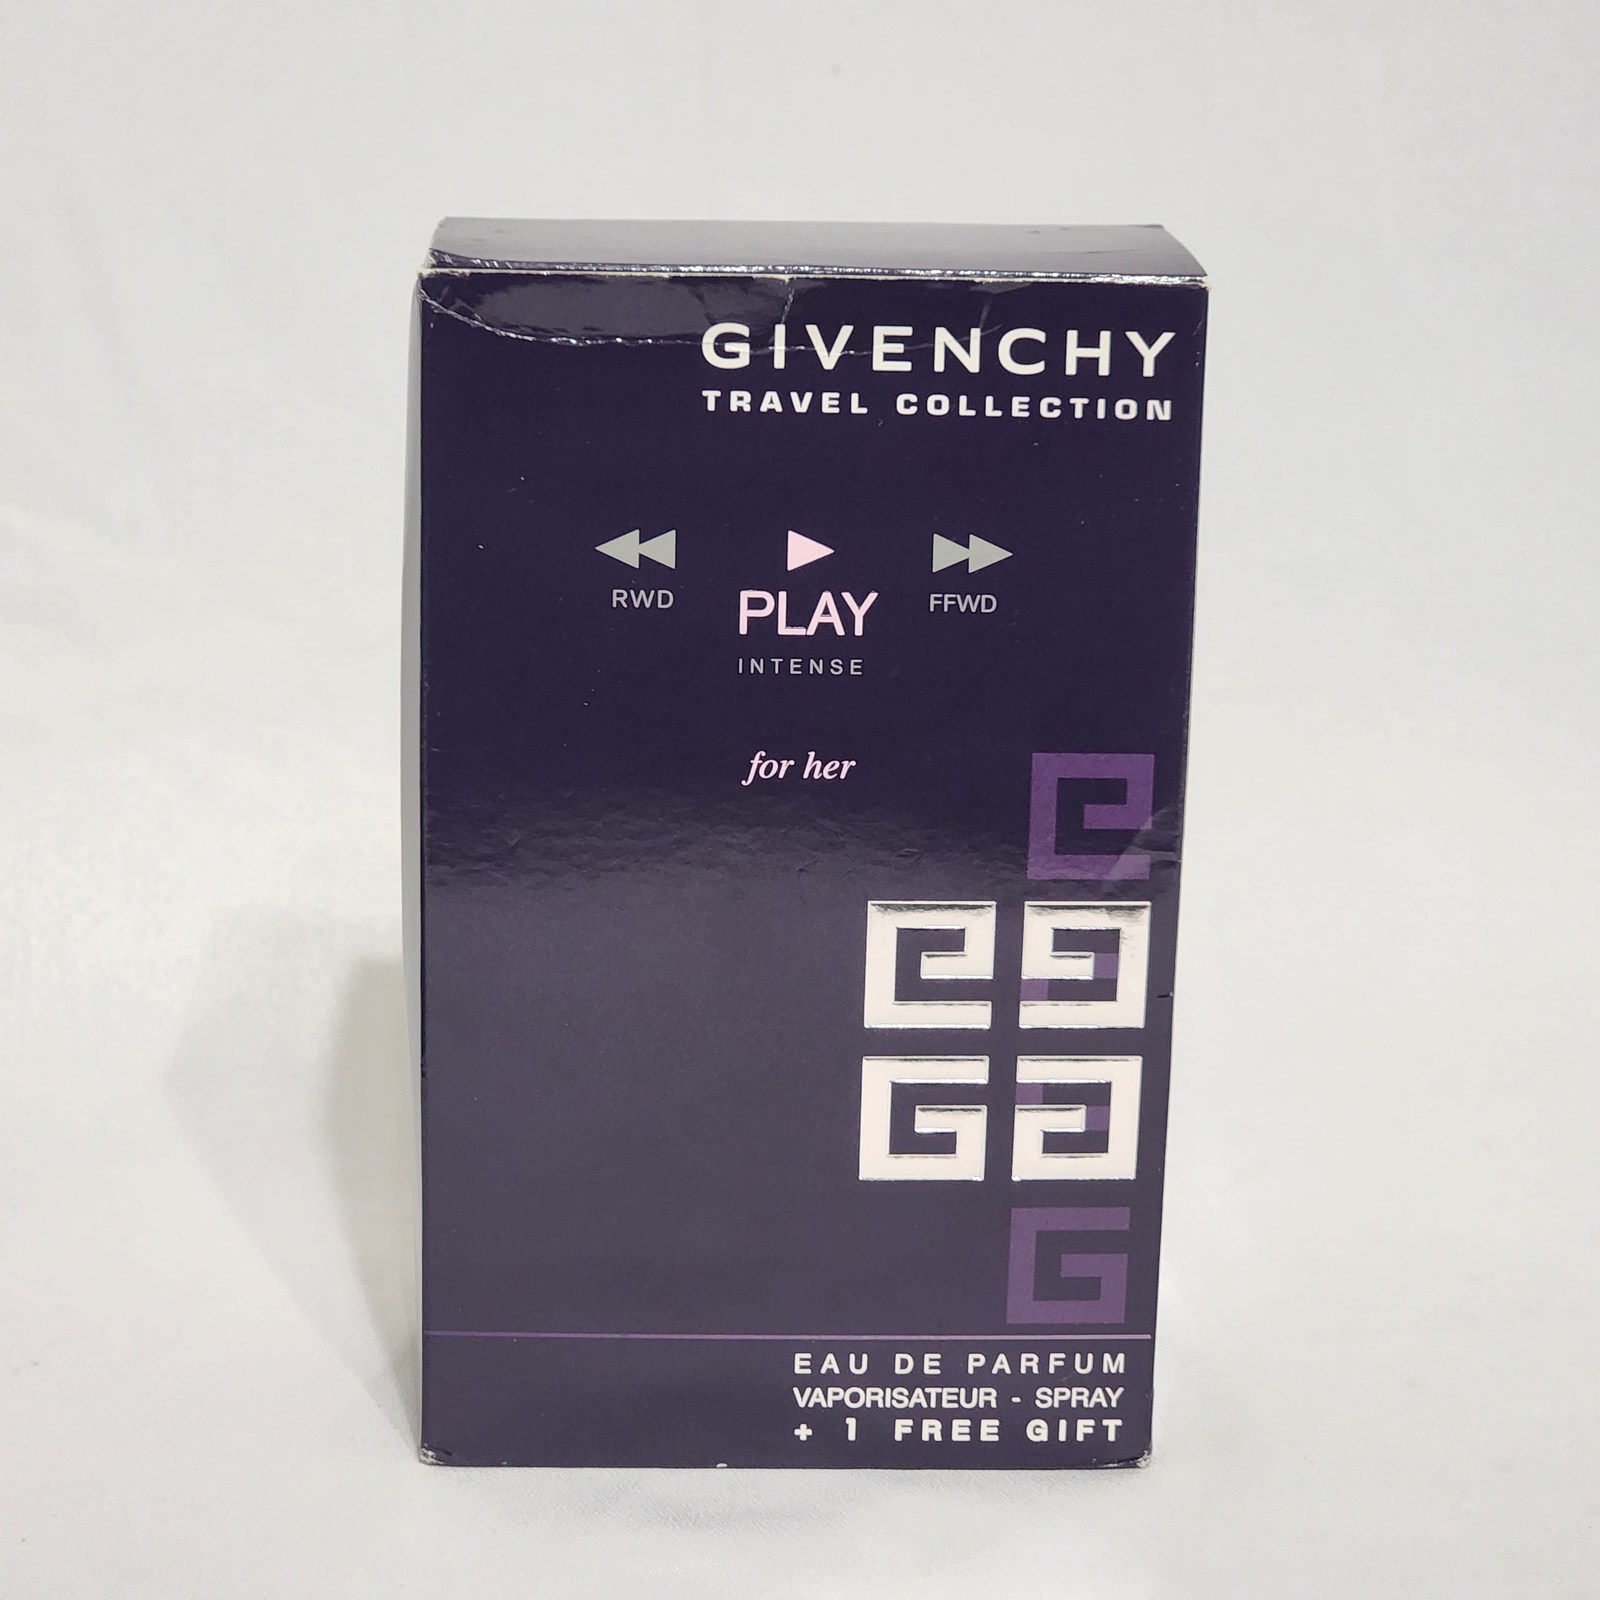 GIVENCHY
TRAVEL COLLECTION
RWD
PLAY
FFWD
INTENSE
for her
EAU DE PARFUM
VAPORISATEUR - SPRAY
+ 1 FREE GIFT